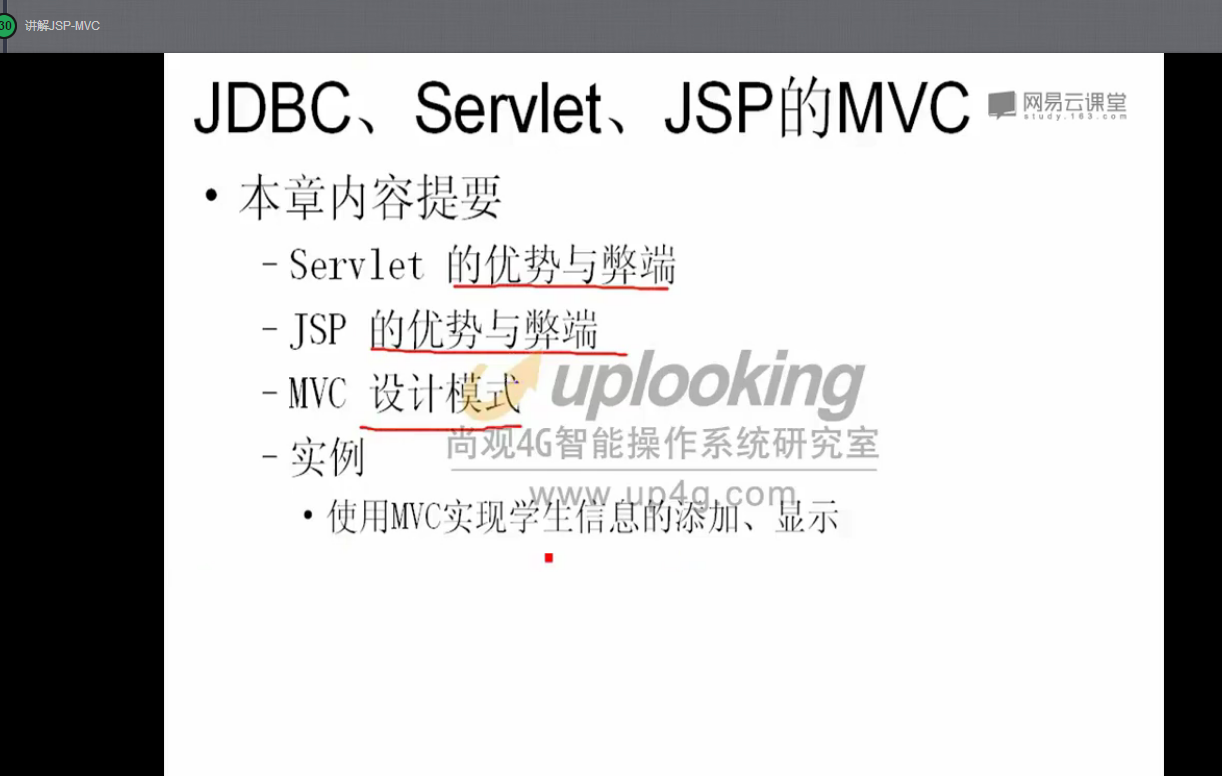 30 讲解JSP-MVC
JDBC、Servlet、JSP的MVC
网易云课堂
study.163.com
• 本章内容提要
– Servlet 的优势与弊端
– JSP 的优势与弊端
– MVC 设计模式
uplooking
尚观4G智能操作系统研究室
– 实例
www.up4g.com
• 使用MVC实现学生信息的添加、显示